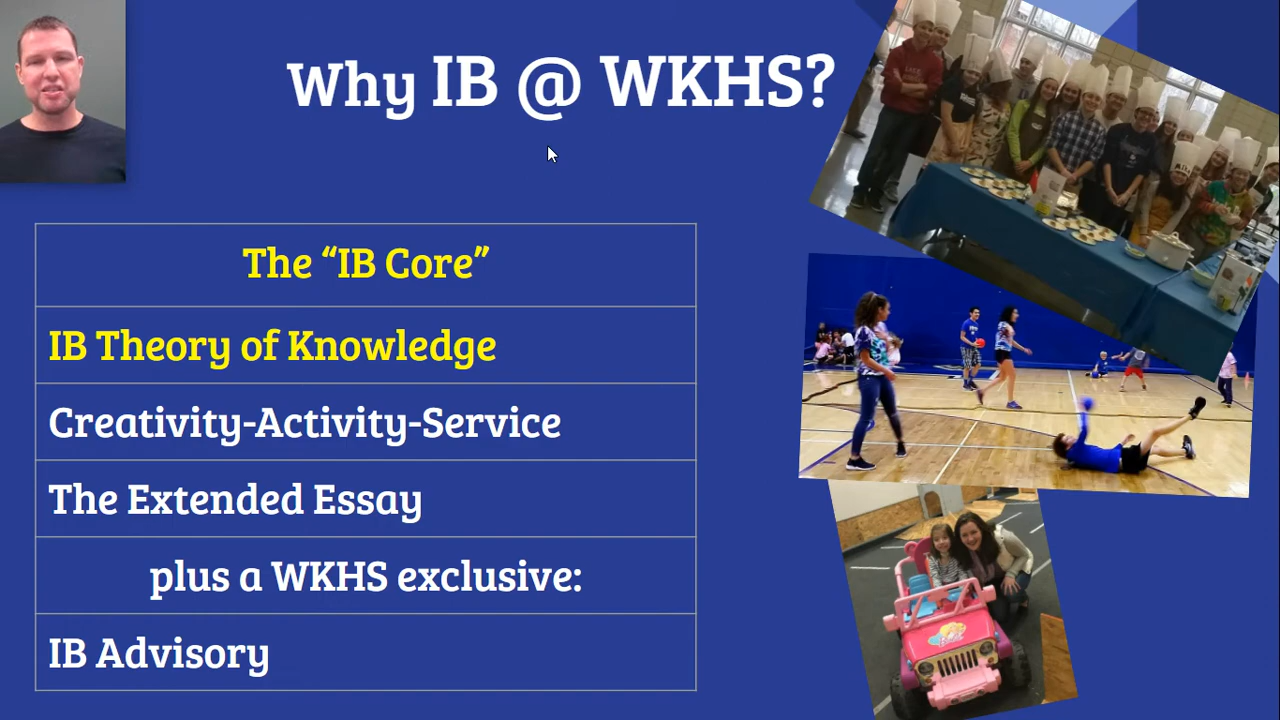 Why IB @ WKHS?
The “IB Core”
IB Theory of Knowledge
Creativity-Activity-Service
The Extended Essay
plus a WKHS exclusive:
IB Advisory